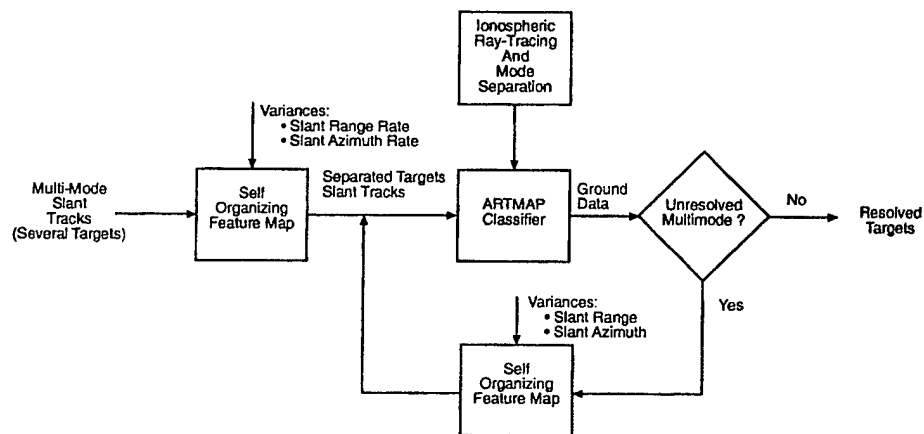 Ionospheric
Ray-Tracing
And
Mode
Separation
Variances:
• Slant Range Rate
• Slant Azimuth Rate
Multi-Mode
Slant
Tracks
(Several Targets)
Self
Organizing
Feature Map
Separated Targets
Slant Tracks
ARTMAP
Classifier
Ground
Data
Unresolved
Multimode ?
No
Resolved
Targets
Yes
Variances:
• Slant Range
• Slant Azimuth
Self
Organizing
Feature Map